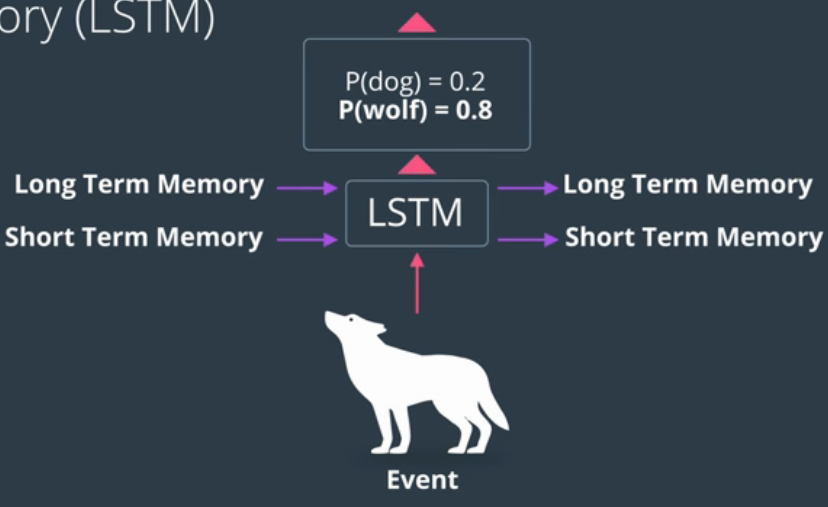 ory (LSTM)
P(dog) = 0.2
P(wolf) = 0.8
Long Term Memory
LSTM
Long Term Memory
Short Term Memory
Short Term Memory
Event